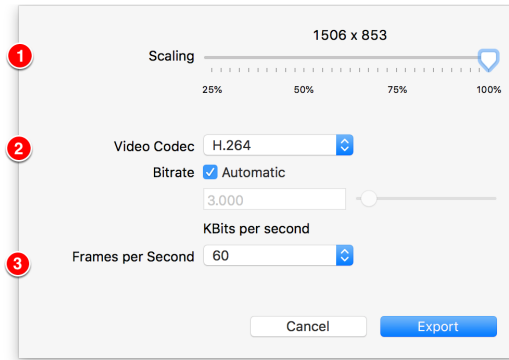 1506 x 853
1 Scaling
25% 50% 75% 100%
2 Video Codec H.264
Bitrate Automatic
3.000
KBits per second
3 Frames per Second 60
Cancel Export